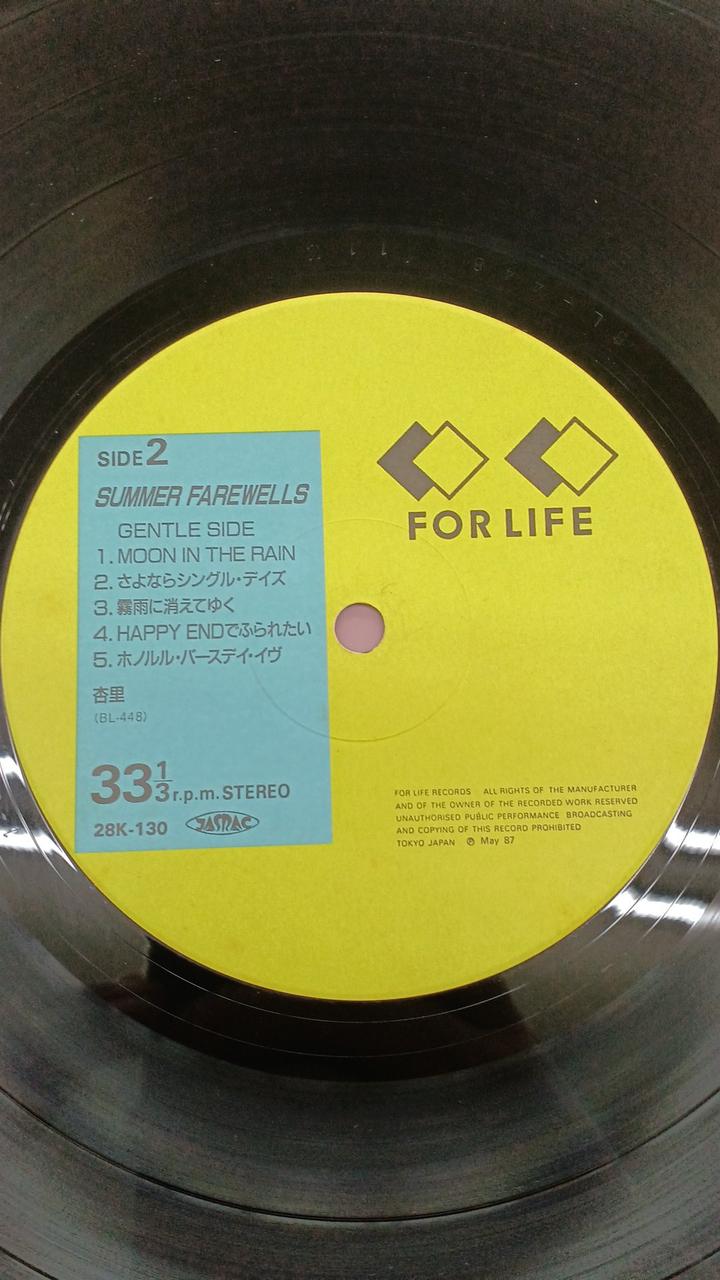 SIDE 2
SUMMER FAREWELLS
GENTLE SIDE
1. MOON IN THE RAIN
2. さよならシングル・デイズ
3. 霧雨に消えてゆく
4. HAPPY ENDでふられたい
5. ホノルル・バースデイ・イヴ
杏里
(BL-448)
33 1/3 r.p.m. STEREO
28K-130 JASRAC
FOR LIFE
FOR LIFE RECORDS ALL RIGHTS OF THE MANUFACTURER
AND OF THE OWNER OF THE RECORDED WORK RESERVED
UNAUTHORISED PUBLIC PERFORMANCE BROADCASTING
AND COPYING OF THIS RECORD PROHIBITED
TOKYO JAPAN ℗ May 87